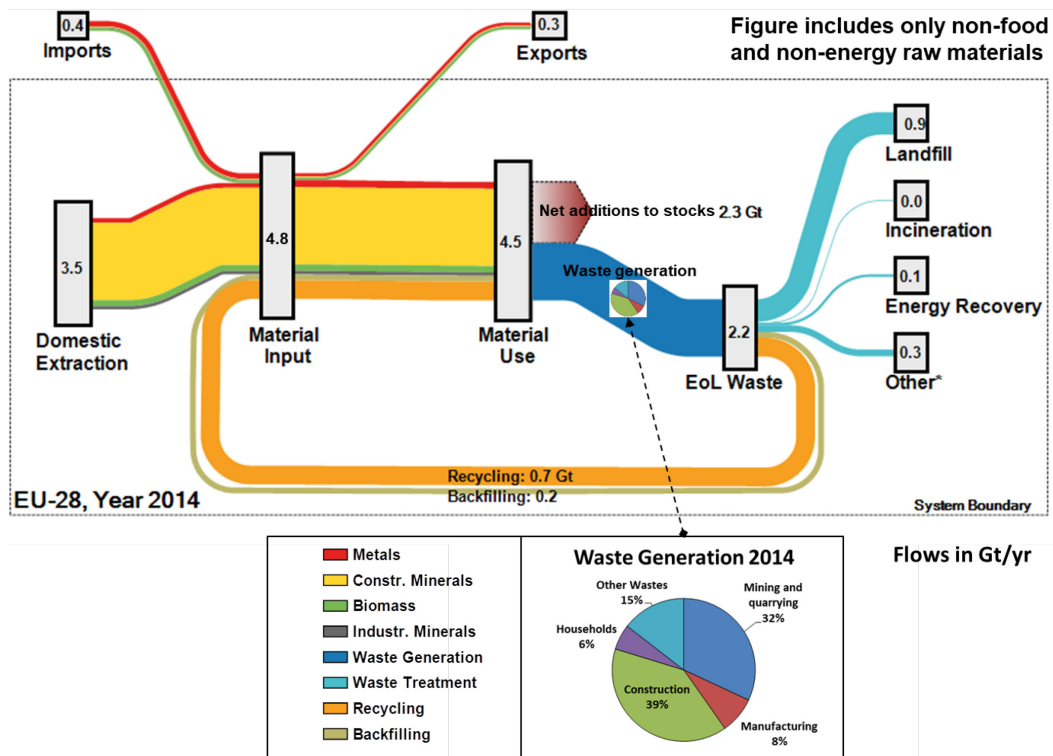 0.4
Imports
0.3
Exports
Figure includes only non-food
and non-energy raw materials
0.9
Landfill
0.0
Incineration
0.1
Energy Recovery
0.3
Other*
3.5
Domestic
Extraction
4.8
Material
Input
4.5
Material
Use
Net additions to stocks 2.3 Gt
Waste generation
2.2
EoL Waste
Recycling: 0.7 Gt
Backfilling: 0.2
EU-28, Year 2014
System Boundary
Flows in Gt/yr
Metals
Constr. Minerals
Biomass
Industr. Minerals
Waste Generation
Waste Treatment
Recycling
Backfilling
Waste Generation 2014
Other Wastes
15%
Mining and
quarrying
32%
Households
6%
Construction
39%
Manufacturing
8%